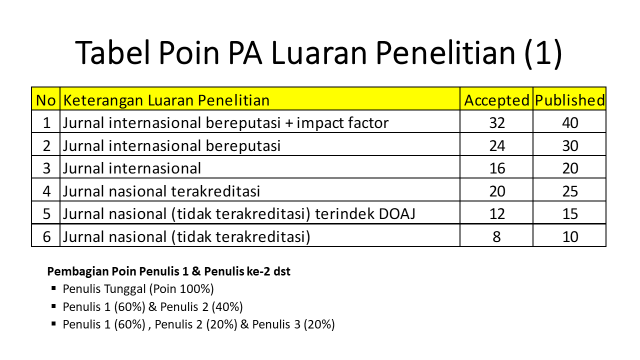 Tabel Poin PA Luaran Penelitian (1)
No Keterangan Luaran Penelitian Accepted Published
1 Jurnal internasional bereputasi + impact factor 32 40
2 Jurnal internasional bereputasi 24 30
3 Jurnal internasional 16 20
4 Jurnal nasional terakreditasi 20 25
5 Jurnal nasional (tidak terakreditasi) terindek DOAJ 12 15
6 Jurnal nasional (tidak terakreditasi) 8 10
Pembagian Poin Penulis 1 & Penulis ke-2 dst
▪ Penulis Tunggal (Poin 100%)
▪ Penulis 1 (60%) & Penulis 2 (40%)
▪ Penulis 1 (60%) , Penulis 2 (20%) & Penulis 3 (20%)